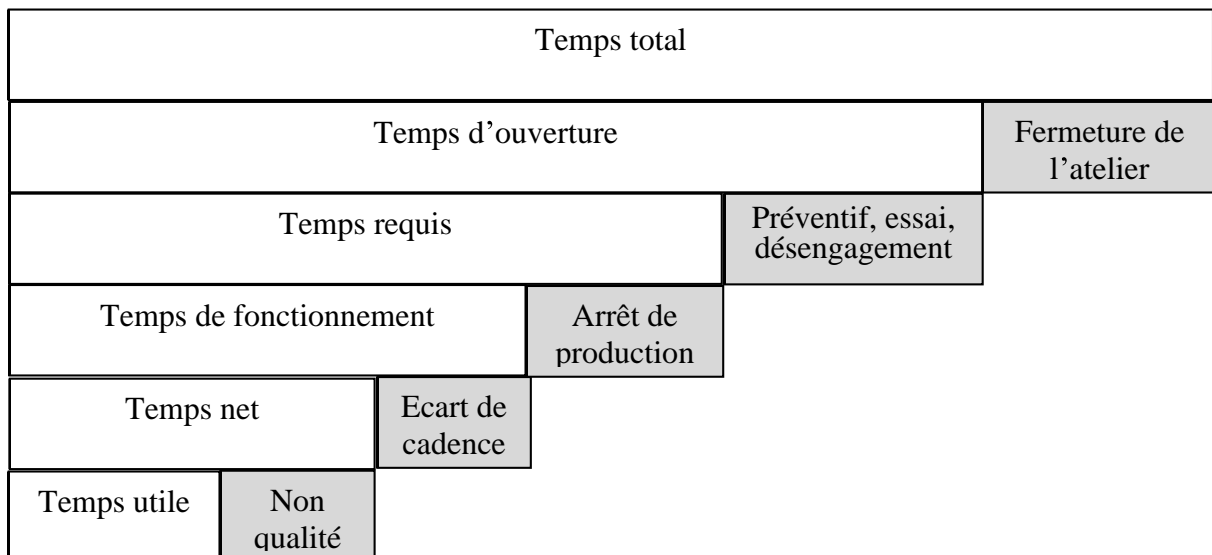 Temps total
Temps d’ouverture
Fermeture de
l’atelier
Temps requis
Préventif, essai,
désengagement
Temps de fonctionnement
Arrêt de
production
Temps net
Ecart de
cadence
Temps utile
Non
qualité